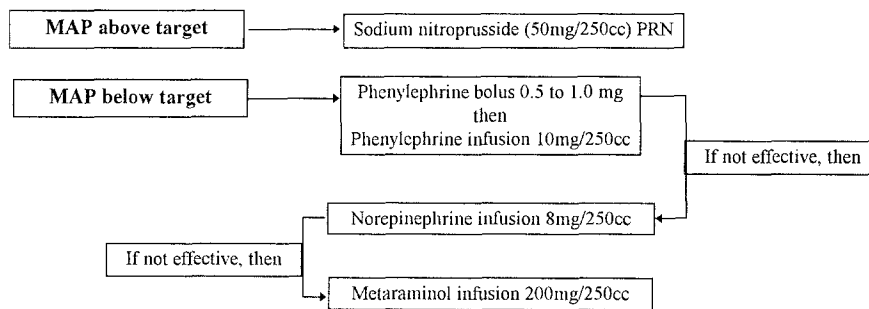 MAP above target
Sodium nitroprusside (50mg/250cc) PRN
MAP below target
Phenylephrine bolus 0.5 to 1.0 mg
then
Phenylephrine infusion 10mg/250cc
If not effective, then
Norepinephrine infusion 8mg/250cc
If not effective, then
Metaraminol infusion 200mg/250cc